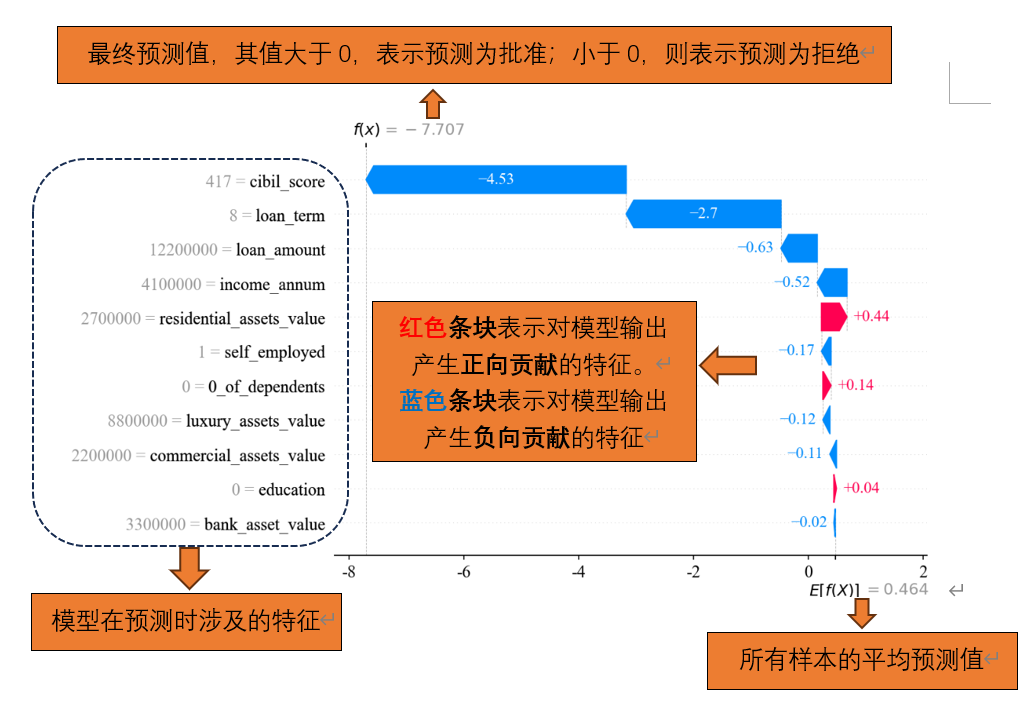 最终预测值，其值大于 0，表示预测为批准；小于 0，则表示预测为拒绝↵
f(x) = −7.707
417 = cibil_score
−4.53
8 = loan_term
−2.7
12200000 = loan_amount
−0.63
4100000 = income_annum
−0.52
2700000 = residential_assets_value
+0.44
1 = self_employed
−0.17
0 = 0_of_dependents
+0.14
8800000 = luxury_assets_value
−0.12
2200000 = commercial_assets_value
−0.11
0 = education
+0.04
3300000 = bank_asset_value
−0.02
红色条块表示对模型输出
产生正向贡献的特征。↵
蓝色条块表示对模型输出
产生负向贡献的特征↵
-8 -6 -4 -2 0 2
E[f(X)] = 0.464 ↵
模型在预测时涉及的特征↵
所有样本的平均预测值↵